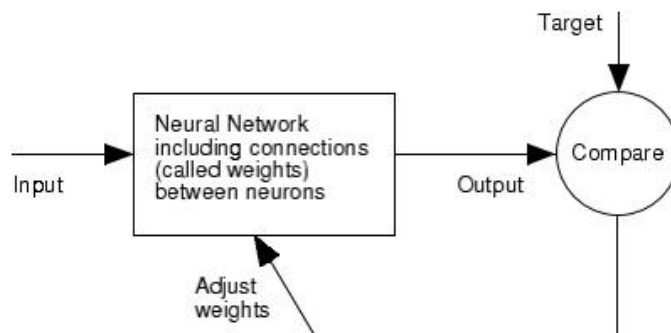 Target
Neural Network
including connections
(called weights)
between neurons
Compare
Input
Output
Adjust
weights